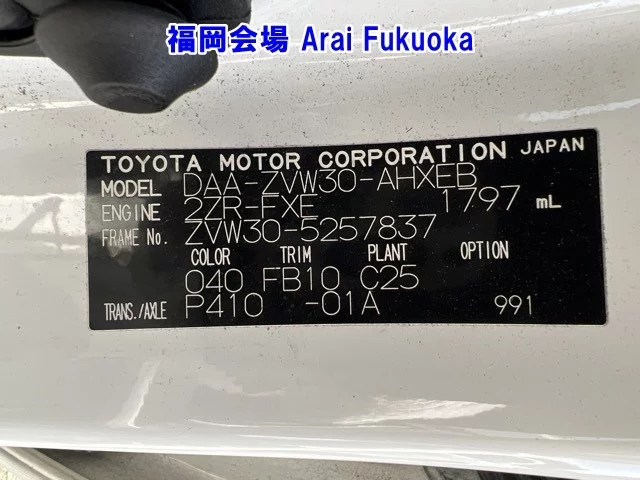 福岡会場 Arai Fukuoka
TOYOTA MOTOR CORPORATION JAPAN
MODEL DAA-ZVW30-AHXEB
ENGINE 2ZR-FXE 1797 mL
FRAME No. ZVW30-5257837
COLOR TRIM PLANT OPTION
040 FB10 C25
TRANS./AXLE P410 -01A 991